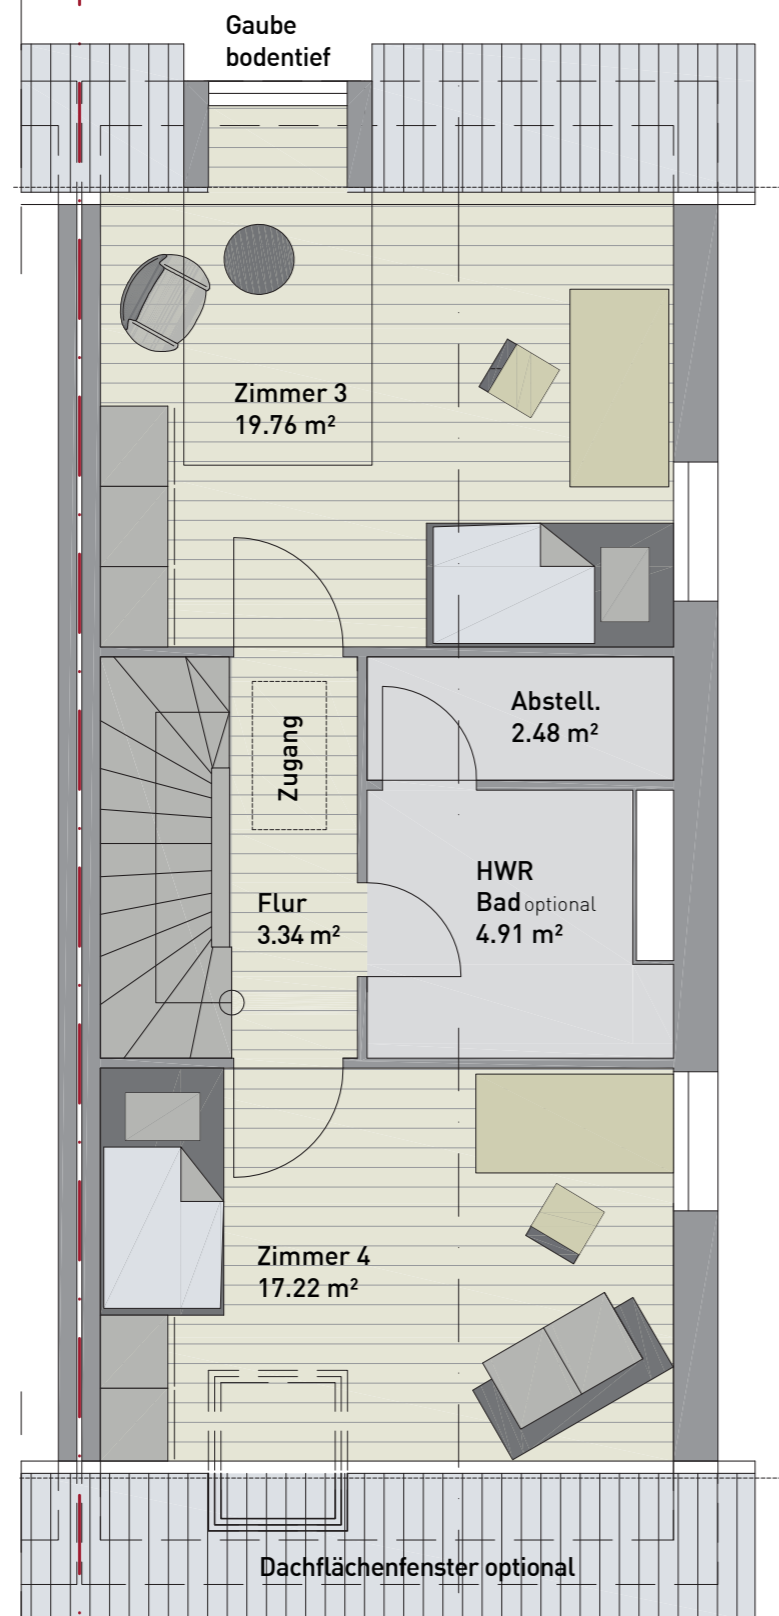 Gaube
bodentief
Zimmer 3
19.76 m²
Abstell.
2.48 m²
Zugang
HWR
Bad optional
4.91 m²
Flur
3.34 m²
Zimmer 4
17.22 m²
Dachflächenfenster optional